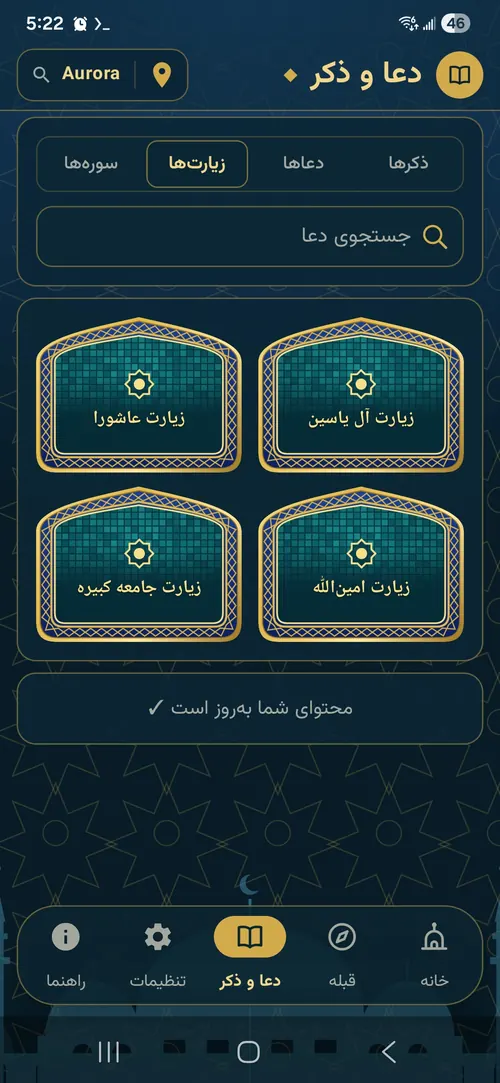 5:22
46
دعا و ذکر
Aurora
ذکرها
دعاها
زیارت‌ها
سوره‌ها
جستجوی دعا
زیارت آل یاسین
زیارت عاشورا
زیارت امین‌الله
زیارت جامعه کبیره
محتوای شما به‌روز است ✓
خانه
قبله
دعا و ذکر
تنظیمات
راهنما